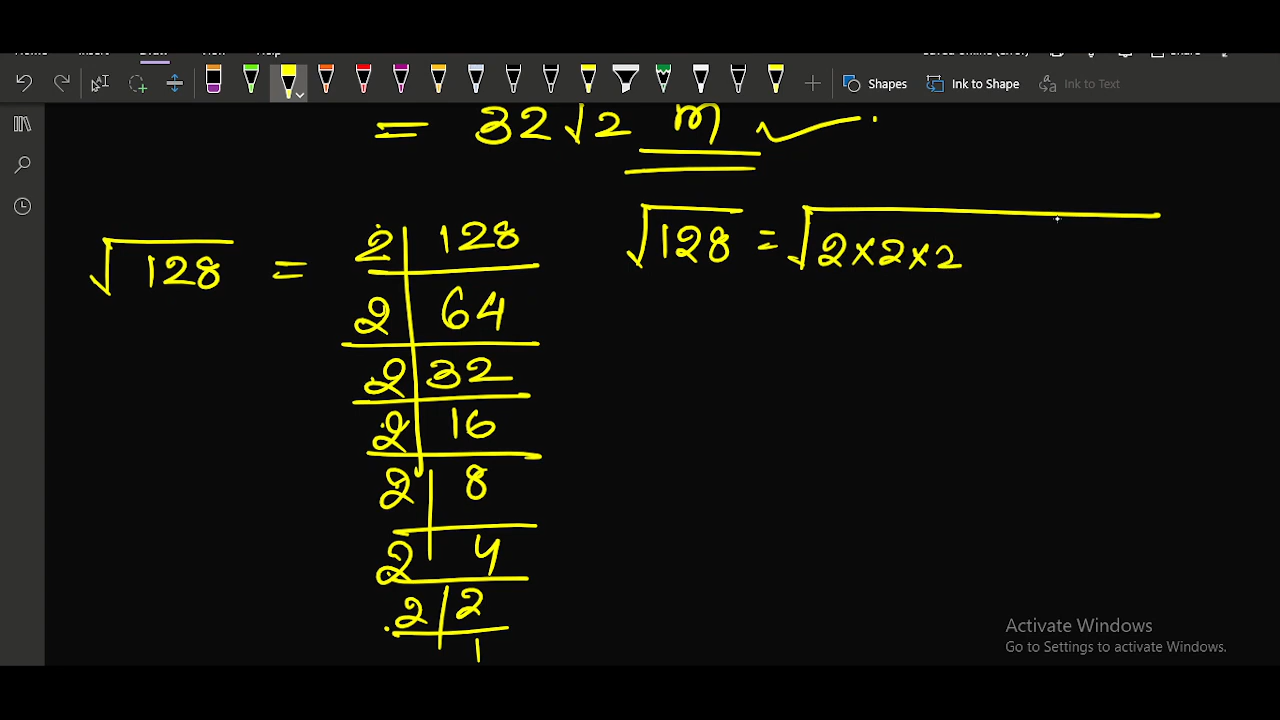 Shapes Ink to Shape Ink to Text
= 32√2 m
√128 =
2 | 128
2 | 64
2 | 32
2 | 16
2 | 8
2 | 4
2 | 2
1
√128 = √2×2×2
Activate Windows
Go to Settings to activate Windows.